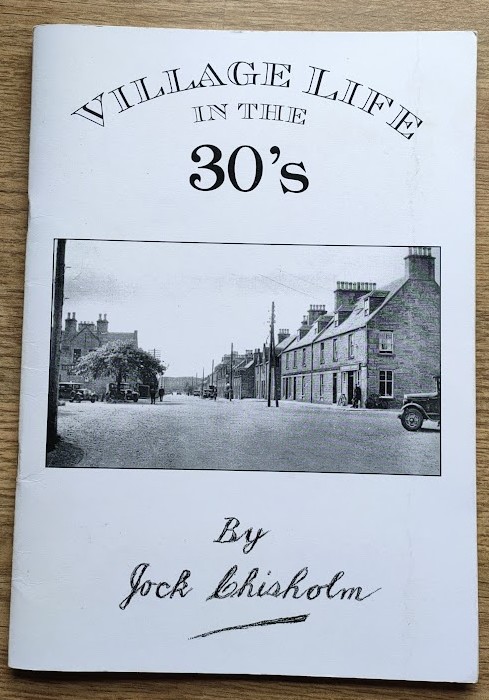 VILLAGE LIFE
IN THE
30's
By
Jock Chisholm